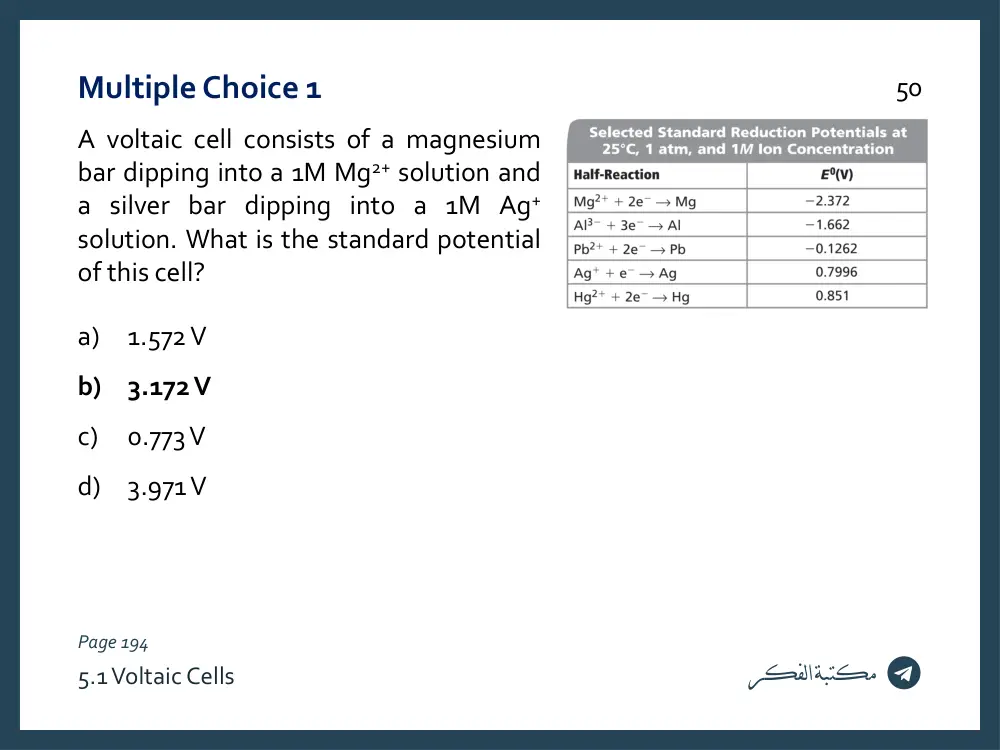 Multiple Choice 1
50
A voltaic cell consists of a magnesium
bar dipping into a 1M Mg²⁺ solution and
a silver bar dipping into a 1M Ag⁺
solution. What is the standard potential
of this cell?
a) 1.572 V
b) 3.172 V
c) 0.773 V
d) 3.971 V
Selected Standard Reduction Potentials at
25°C, 1 atm, and 1M Ion Concentration
Half-Reaction E⁰(V)
Mg²⁺ + 2e⁻ → Mg −2.372
Al³⁻ + 3e⁻ → Al −1.662
Pb²⁺ + 2e⁻ → Pb −0.1262
Ag⁺ + e⁻ → Ag 0.7996
Hg²⁺ + 2e⁻ → Hg 0.851
Page 194
5.1 Voltaic Cells
مكتبة الفكر